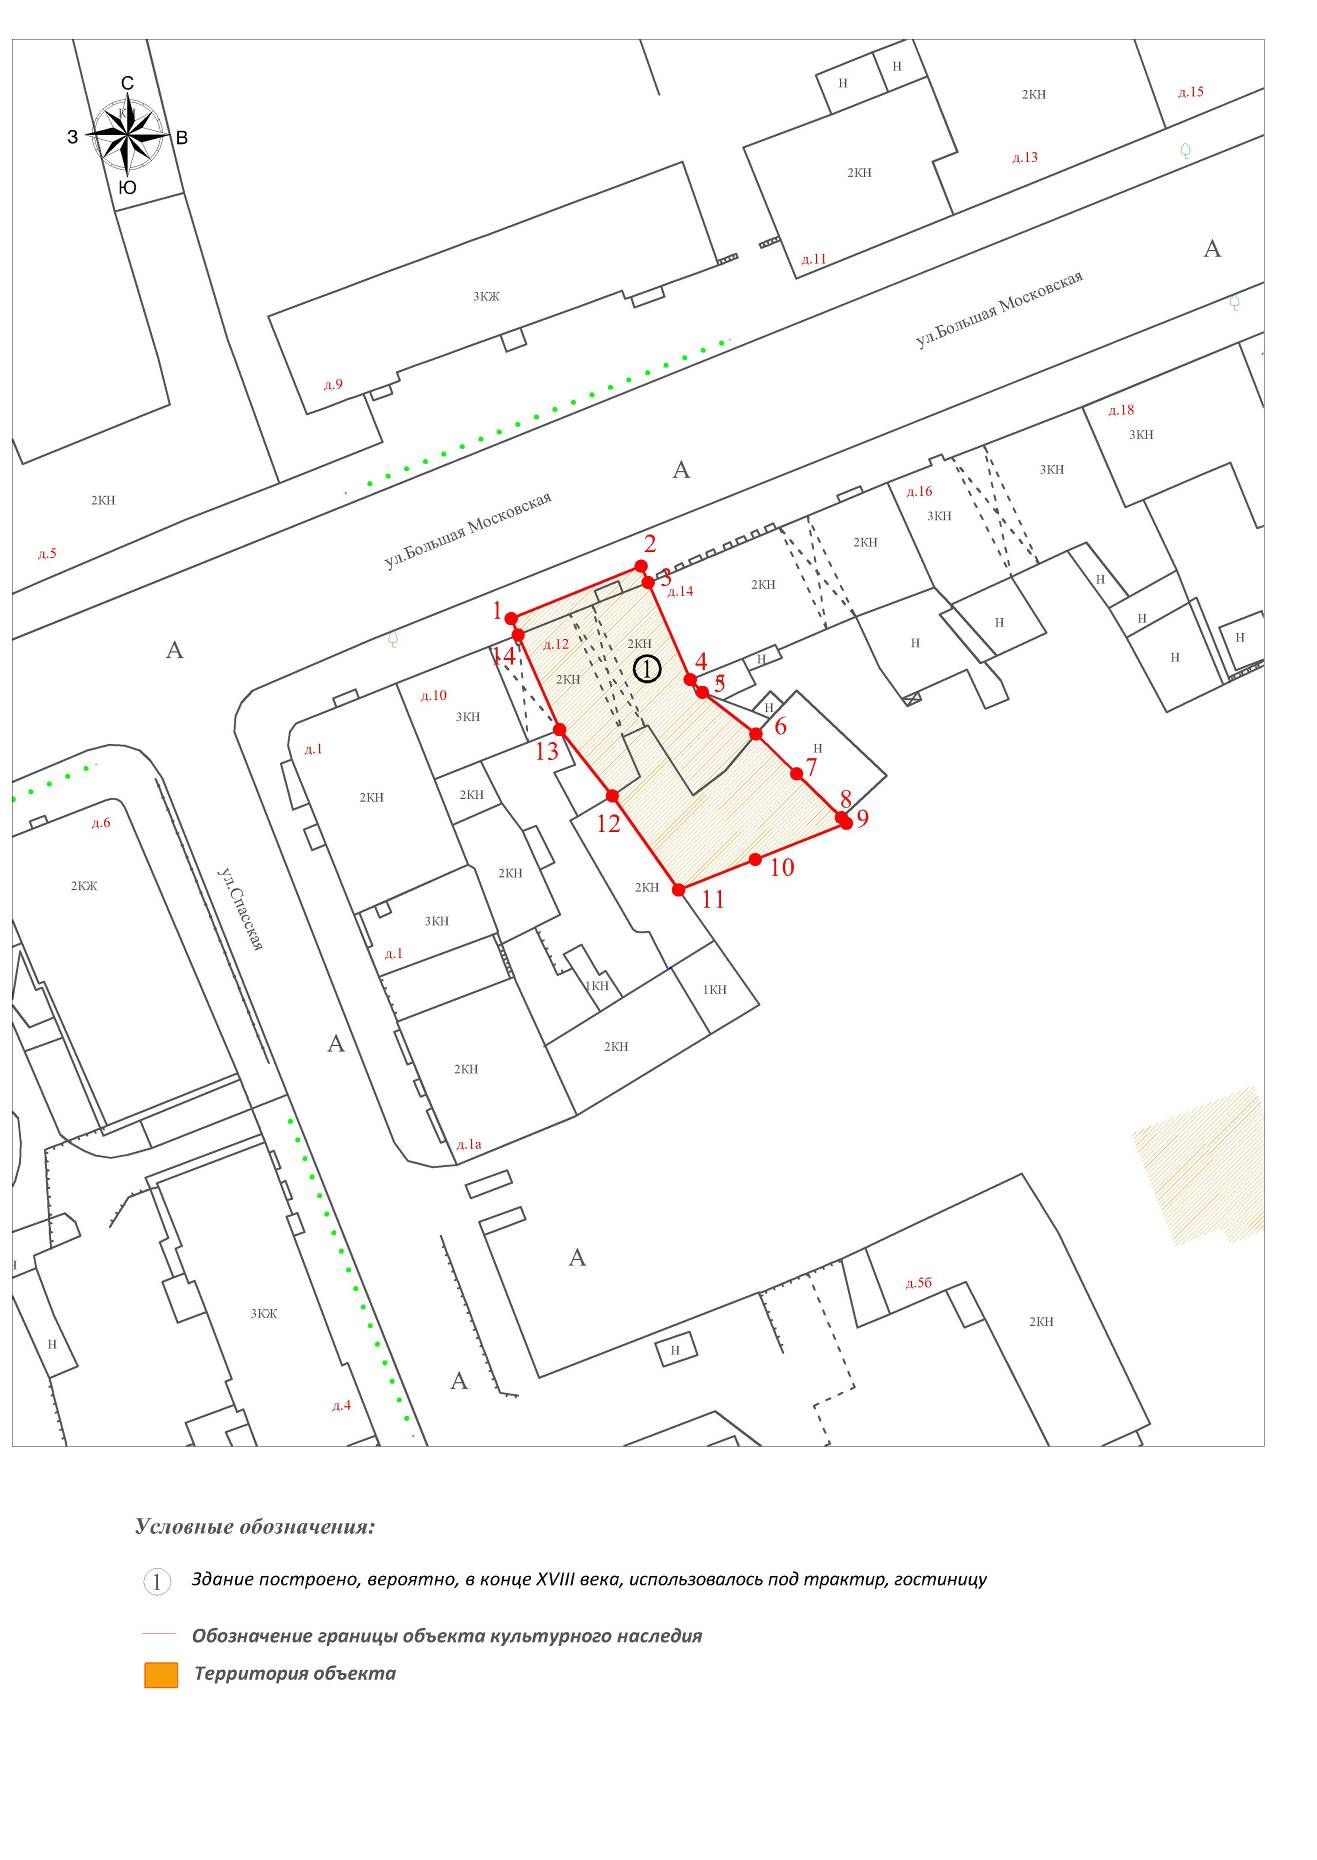 С
З
В
Ю
КН
Н
Н
2КН
д.15
д.13
2КН
д.11
А
3КЖ
ул.Большая Московская
д.9
д.18
3КН
А
3КН
д.16
2КН
3КН
ул.Большая Московская
2КН
д.5
2
3
2КН
д.14
Н
1
Н
14
д.12
2КН
Н
Н
А
1
4
Н
Н
2КН
Н
5
д.10
3КН
Н
6
13
д.1
Н
7
2КН
2КН
8
9
12
д.6
10
2КЖ
2КН
2КН
11
ул.Спасская
3КН
д.1
1КН
1КН
А
2КН
2КН
д.1а
А
Н
д.5б
3КЖ
2КН
Н
Н
А
д.4
Условные обозначения:
1 Здание построено, вероятно, в конце XVIII века, использовалось под трактир, гостиницу
Обозначение границы объекта культурного наследия
Территория объекта